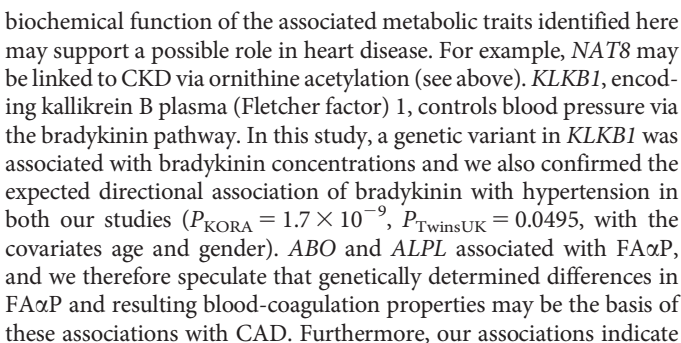 biochemical function of the associated metabolic traits identified here
may support a possible role in heart disease. For example, NAT8 may
be linked to CKD via ornithine acetylation (see above). KLKB1, encod-
ing kallikrein B plasma (Fletcher factor) 1, controls blood pressure via
the bradykinin pathway. In this study, a genetic variant in KLKB1 was
associated with bradykinin concentrations and we also confirmed the
expected directional association of bradykinin with hypertension in
both our studies (P_KORA = 1.7 × 10⁻⁹, P_TwinsUK = 0.0495, with the
covariates age and gender). ABO and ALPL associated with FAαP,
and we therefore speculate that genetically determined differences in
FAαP and resulting blood-coagulation properties may be the basis of
these associations with CAD. Furthermore, our associations indicate